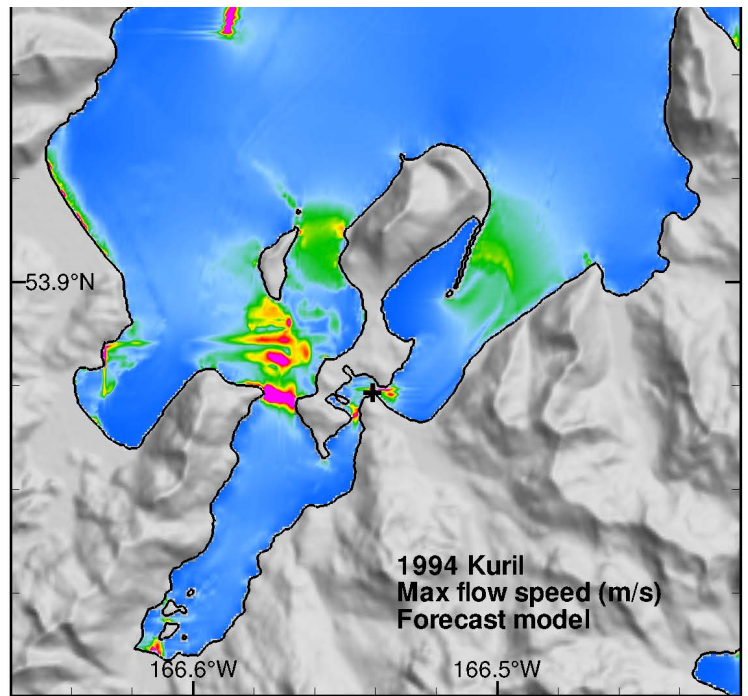 53.9°N
1994 Kuril
Max flow speed (m/s)
Forecast model
166.6°W
166.5°W